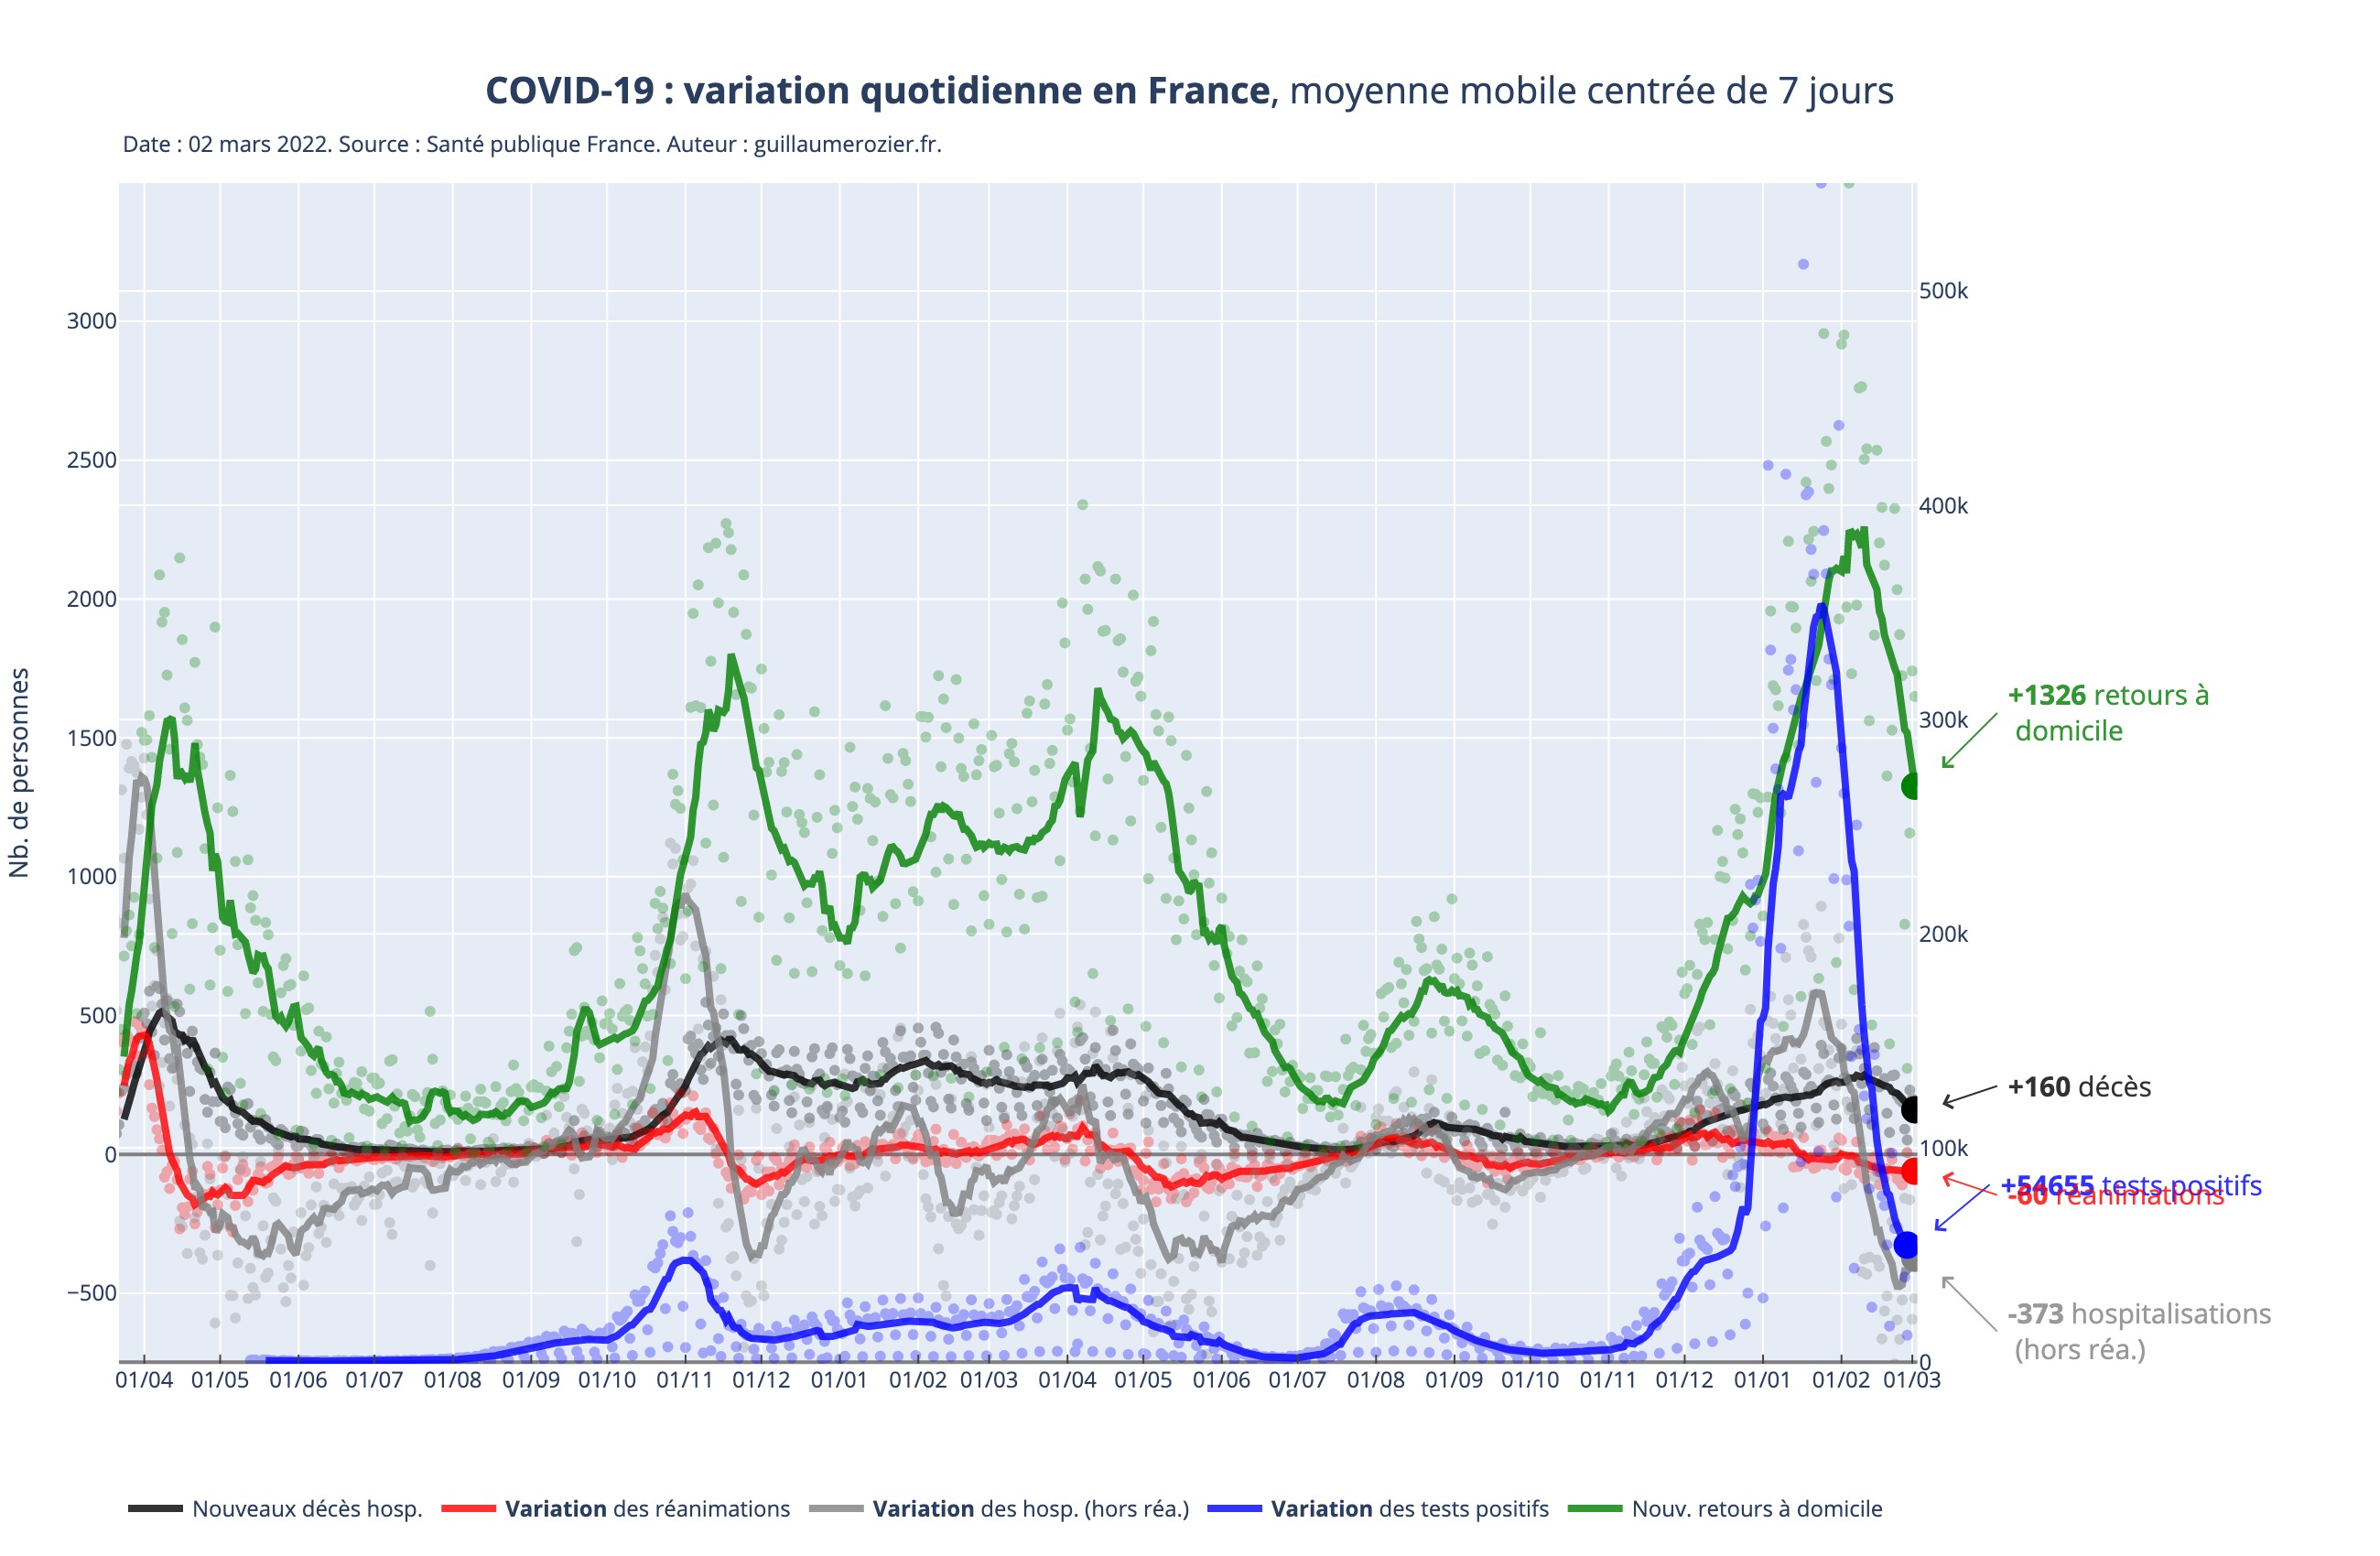 COVID-19 : variation quotidienne en France, moyenne mobile centrée de 7 jours
Date : 02 mars 2022. Source : Santé publique France. Auteur : guillaumerozier.fr.
Nb. de personnes
3000
2500
2000
1500
1000
500
0
−500
500k
400k
300k
200k
100k
0
+1326 retours à
domicile
+160 décès
+54655 tests positifs
-60 réanimations
-373 hospitalisations
(hors réa.)
01/04 01/05 01/06 01/07 01/08 01/09 01/10 01/11 01/12 01/01 01/02 01/03 01/04 01/05 01/06 01/07 01/08 01/09 01/10 01/11 01/12 01/01 01/02 01/03
Nouveaux décès hosp. Variation des réanimations Variation des hosp. (hors réa.) Variation des tests positifs Nouv. retours à domicile